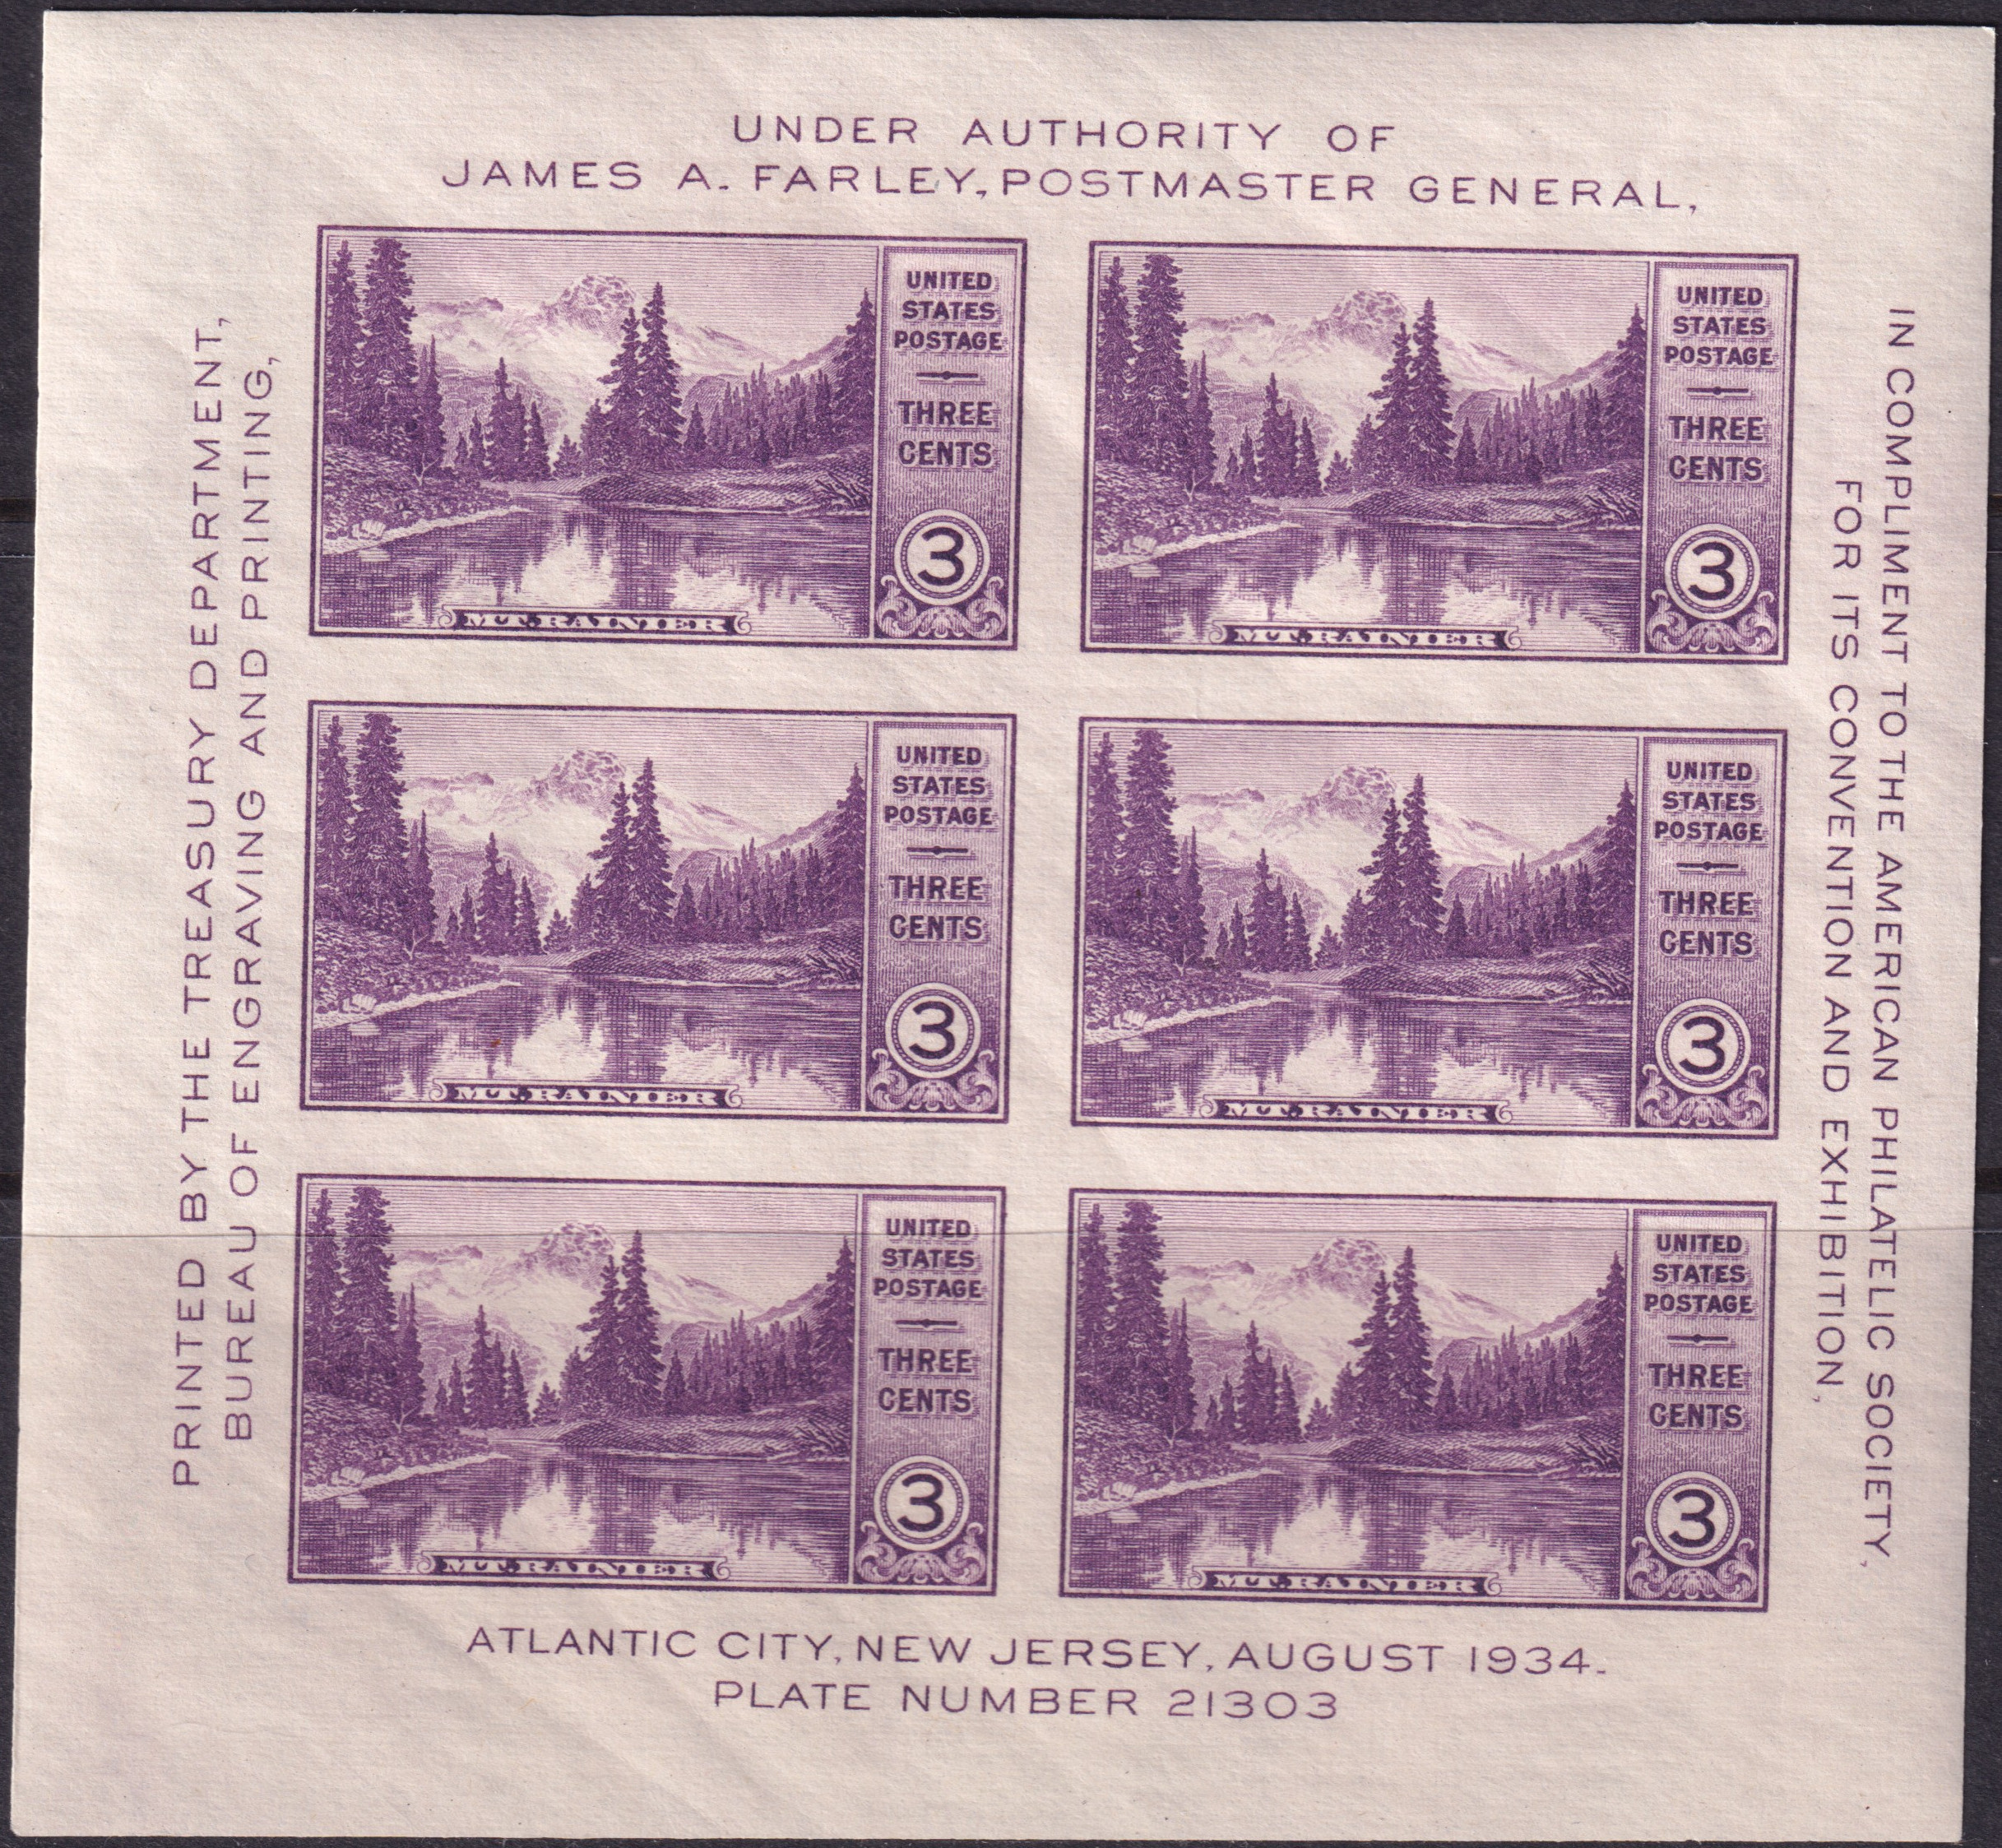 UNDER AUTHORITY OF
JAMES A. FARLEY, POSTMASTER GENERAL,
PRINTED BY THE TREASURY DEPARTMENT,
BUREAU OF ENGRAVING AND PRINTING,
UNITED
STATES
POSTAGE
THREE
CENTS
3
MT. RAINIER
UNITED
STATES
POSTAGE
THREE
CENTS
3
MT. RAINIER
UNITED
STATES
POSTAGE
THREE
CENTS
3
MT. RAINIER
UNITED
STATES
POSTAGE
THREE
CENTS
3
MT. RAINIER
UNITED
STATES
POSTAGE
THREE
CENTS
3
MT. RAINIER
UNITED
STATES
POSTAGE
THREE
CENTS
3
MT. RAINIER
IN COMPLIMENT TO THE AMERICAN PHILATELIC SOCIETY,
FOR ITS CONVENTION AND EXHIBITION,
ATLANTIC CITY, NEW JERSEY, AUGUST 1934.
PLATE NUMBER 21303